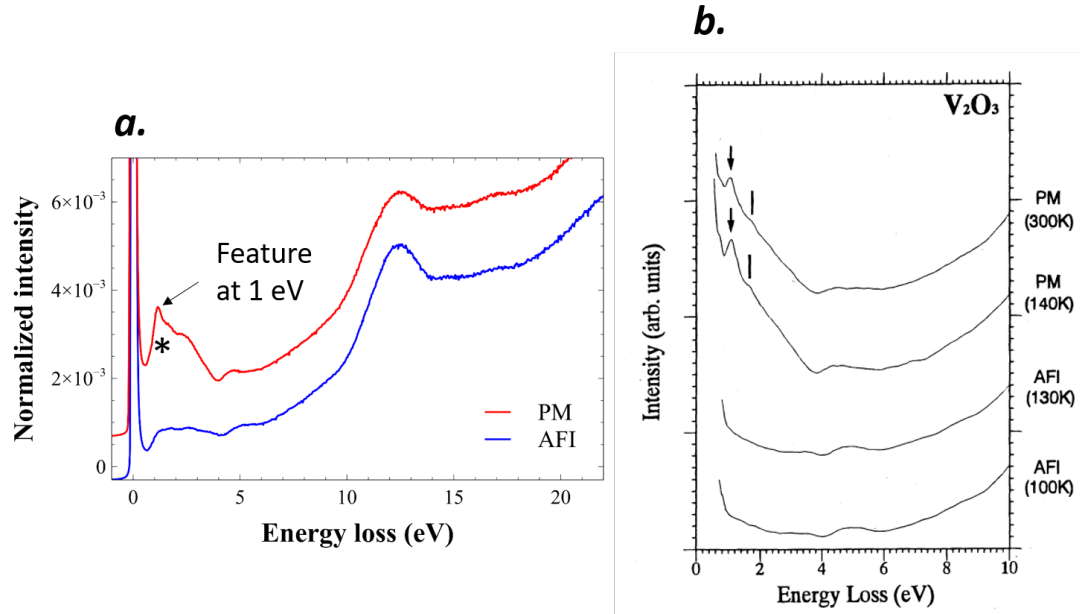 a.
Normalized intensity
6×10⁻³
4×10⁻³
2×10⁻³
0
Feature
at 1 eV
*
PM
AFI
0
5
10
15
20
Energy loss (eV)
b.
V₂O₃
Intensity (arb. units)
PM
(300K)
PM
(140K)
AFI
(130K)
AFI
(100K)
0
2
4
6
8
10
Energy Loss (eV)